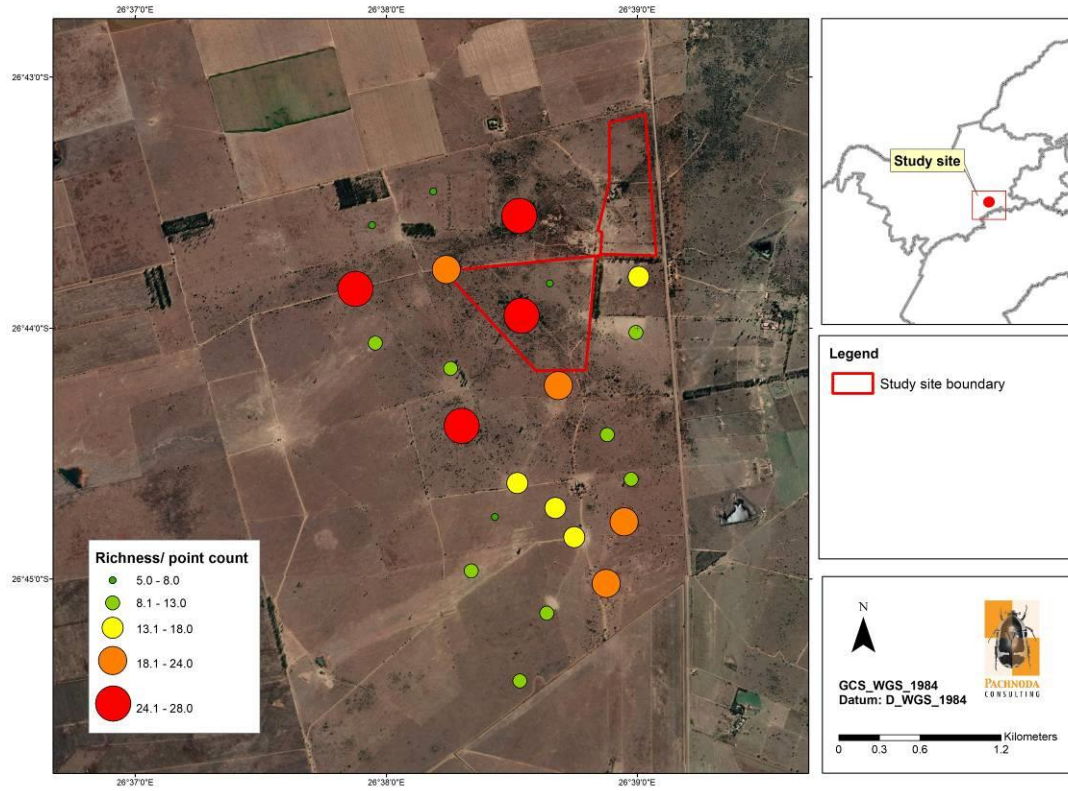 26°37'0"E
26°38'0"E
26°39'0"E
26°43'0"S
26°44'0"S
26°45'0"S
Richness/ point count
5.0 - 8.0
8.1 - 13.0
13.1 - 18.0
18.1 - 24.0
24.1 - 28.0
26°37'0"E
26°38'0"E
26°39'0"E
Study site
Legend
Study site boundary
N
PACHNODA
CONSULTING
GCS_WGS_1984
Datum: D_WGS_1984
Kilometers
0 0.3 0.6 1.2